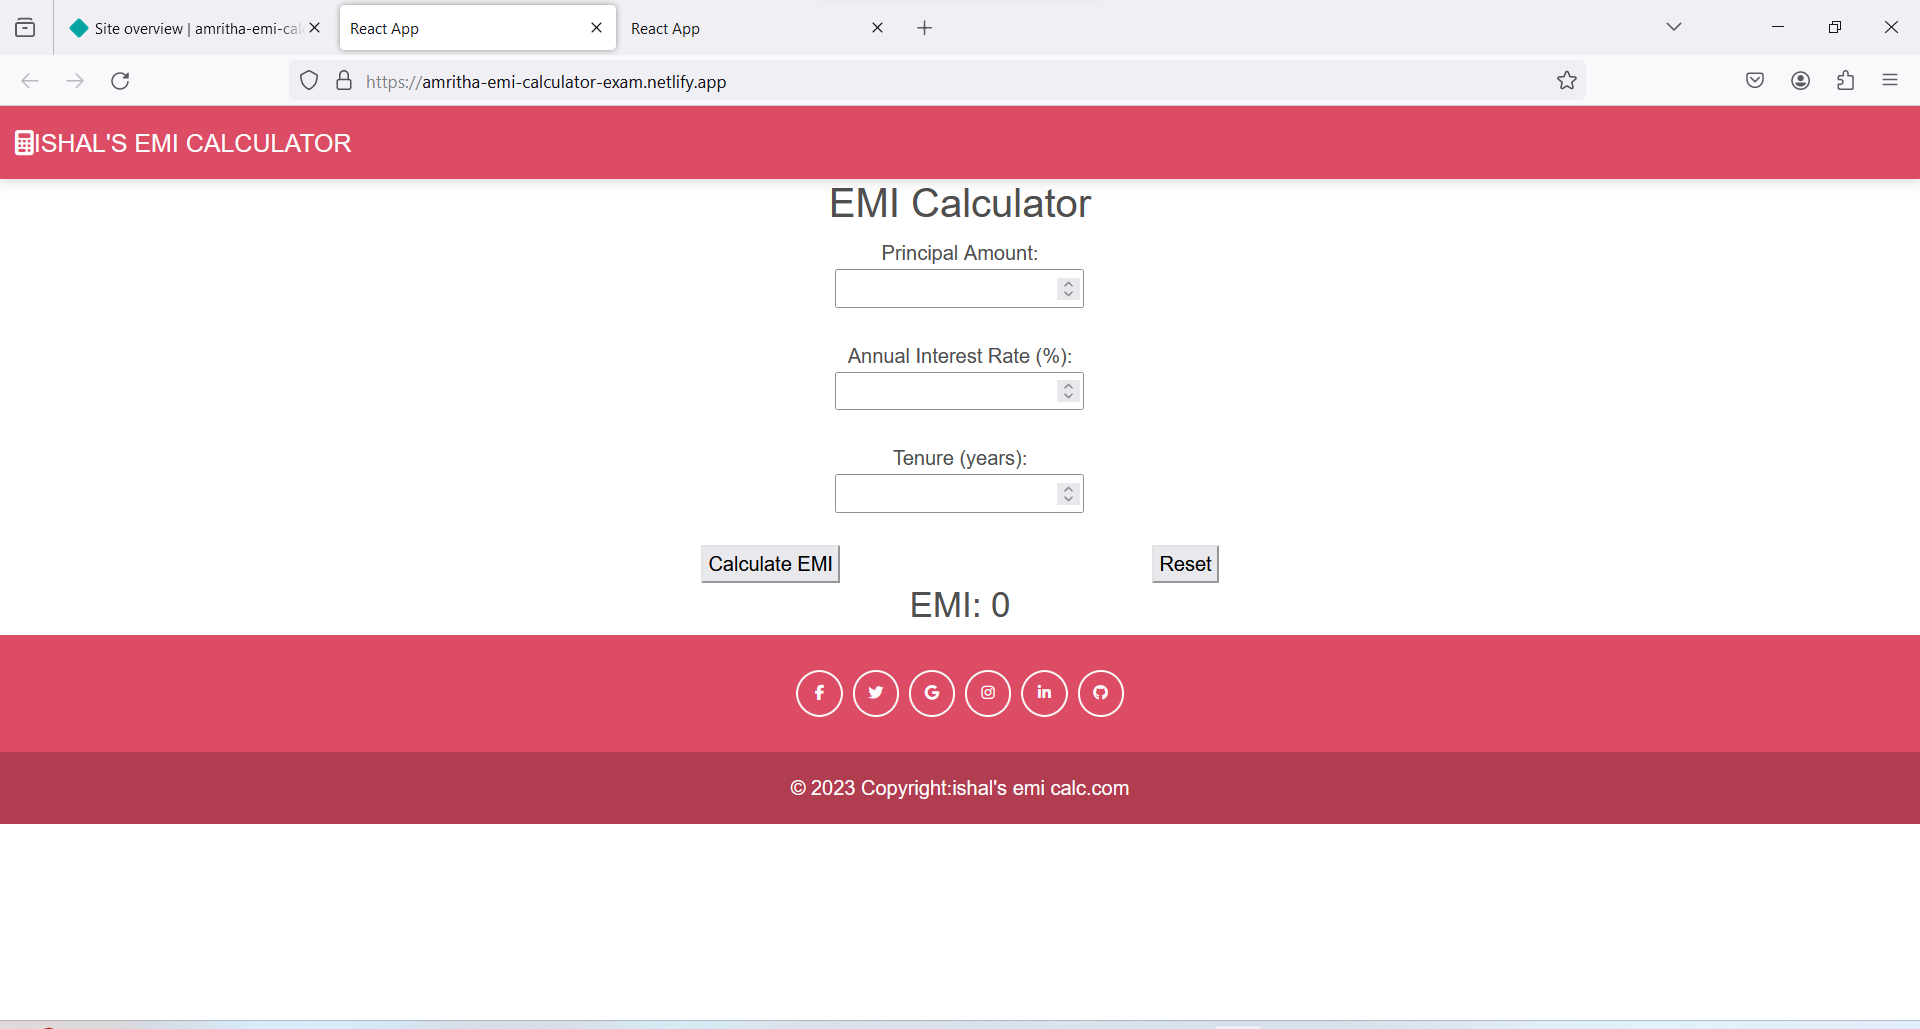 Site overview | amritha-emi-cal
React App
React App
https://amritha-emi-calculator-exam.netlify.app
ISHAL'S EMI CALCULATOR
EMI Calculator
Principal Amount:
Annual Interest Rate (%):
Tenure (years):
Calculate EMI
Reset
EMI: 0
© 2023 Copyright:ishal's emi calc.com